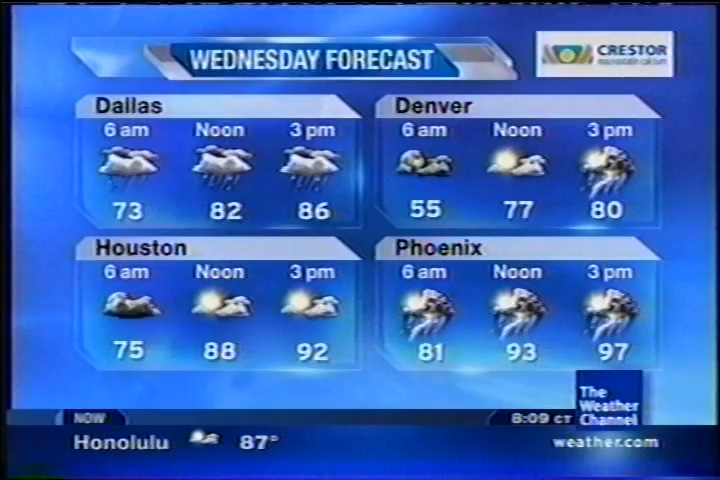 WEDNESDAY FORECAST
CRESTOR
rosuvastatin calcium
Dallas
6 am Noon 3 pm
73 82 86
Denver
6 am Noon 3 pm
55 77 80
Houston
6 am Noon 3 pm
75 88 92
Phoenix
6 am Noon 3 pm
81 93 97
The
Weather
Channel
NOW
8:09 CT
Honolulu 87°
weather.com